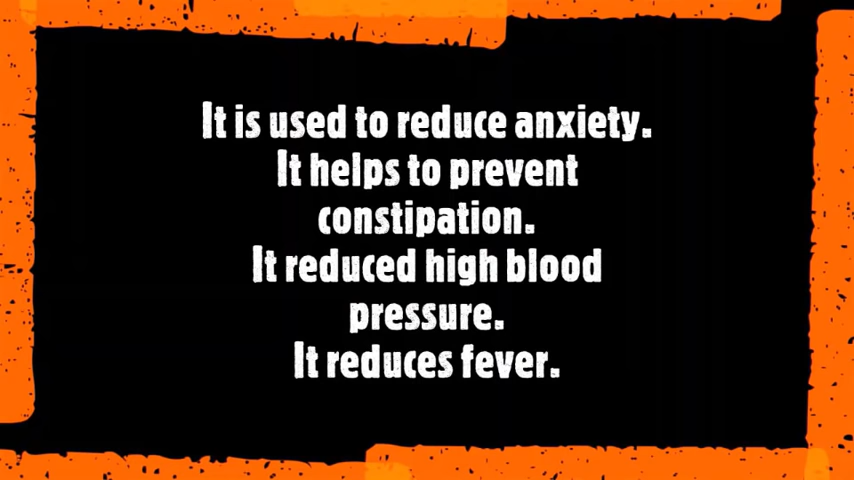 It is used to reduce anxiety.
It helps to prevent
constipation.
It reduced high blood
pressure.
It reduces fever.